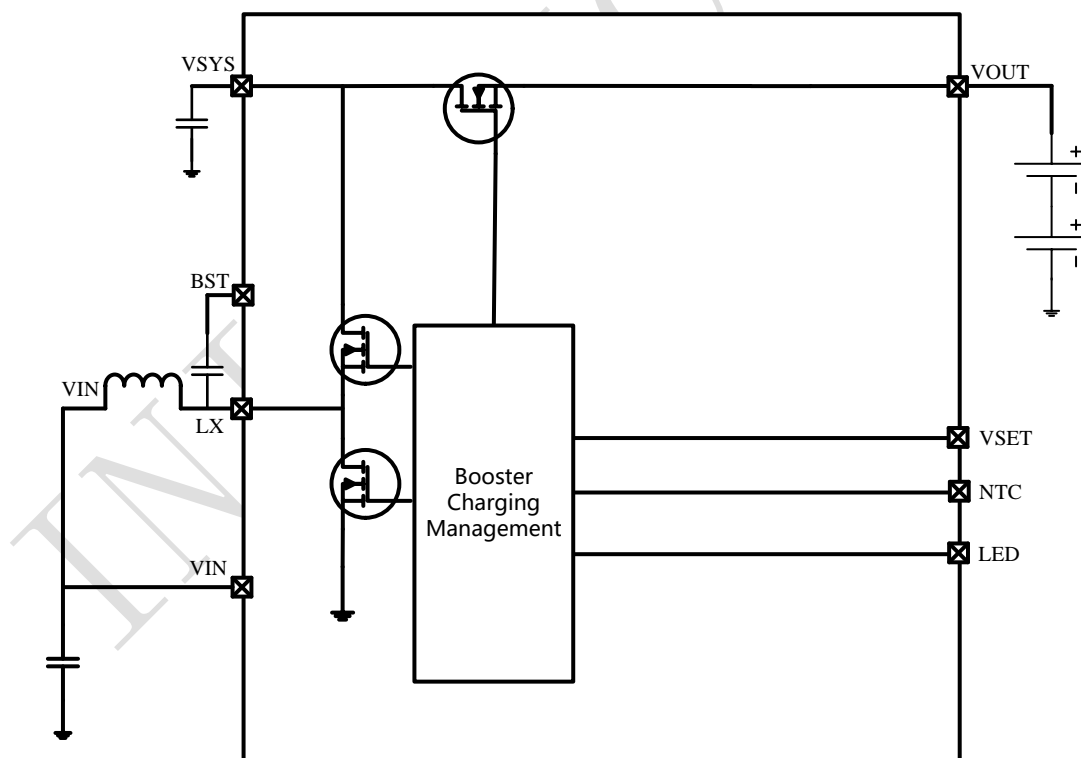 VSYS
VOUT
+
-
+
-
BST
VIN
LX
VSET
Booster
Charging
Management
NTC
LED
VIN